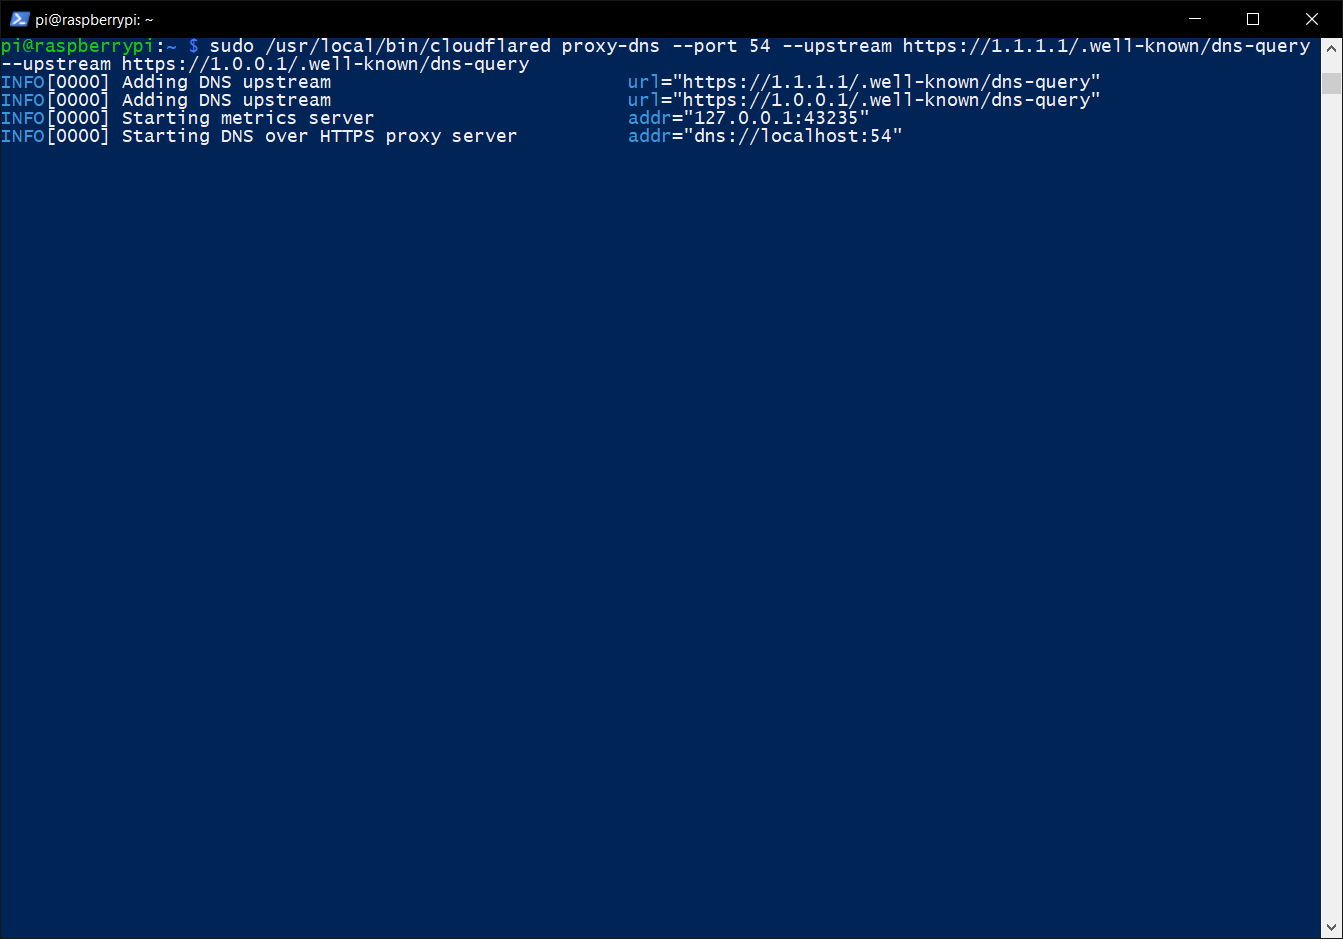 pi@raspberrypi: ~
pi@raspberrypi:~ $ sudo /usr/local/bin/cloudflared proxy-dns --port 54 --upstream https://1.1.1.1/.well-known/dns-query
--upstream https://1.0.0.1/.well-known/dns-query
INFO[0000] Adding DNS upstream                           url="https://1.1.1.1/.well-known/dns-query"
INFO[0000] Adding DNS upstream                           url="https://1.0.0.1/.well-known/dns-query"
INFO[0000] Starting metrics server                       addr="127.0.0.1:43235"
INFO[0000] Starting DNS over HTTPS proxy server          addr="dns://localhost:54"